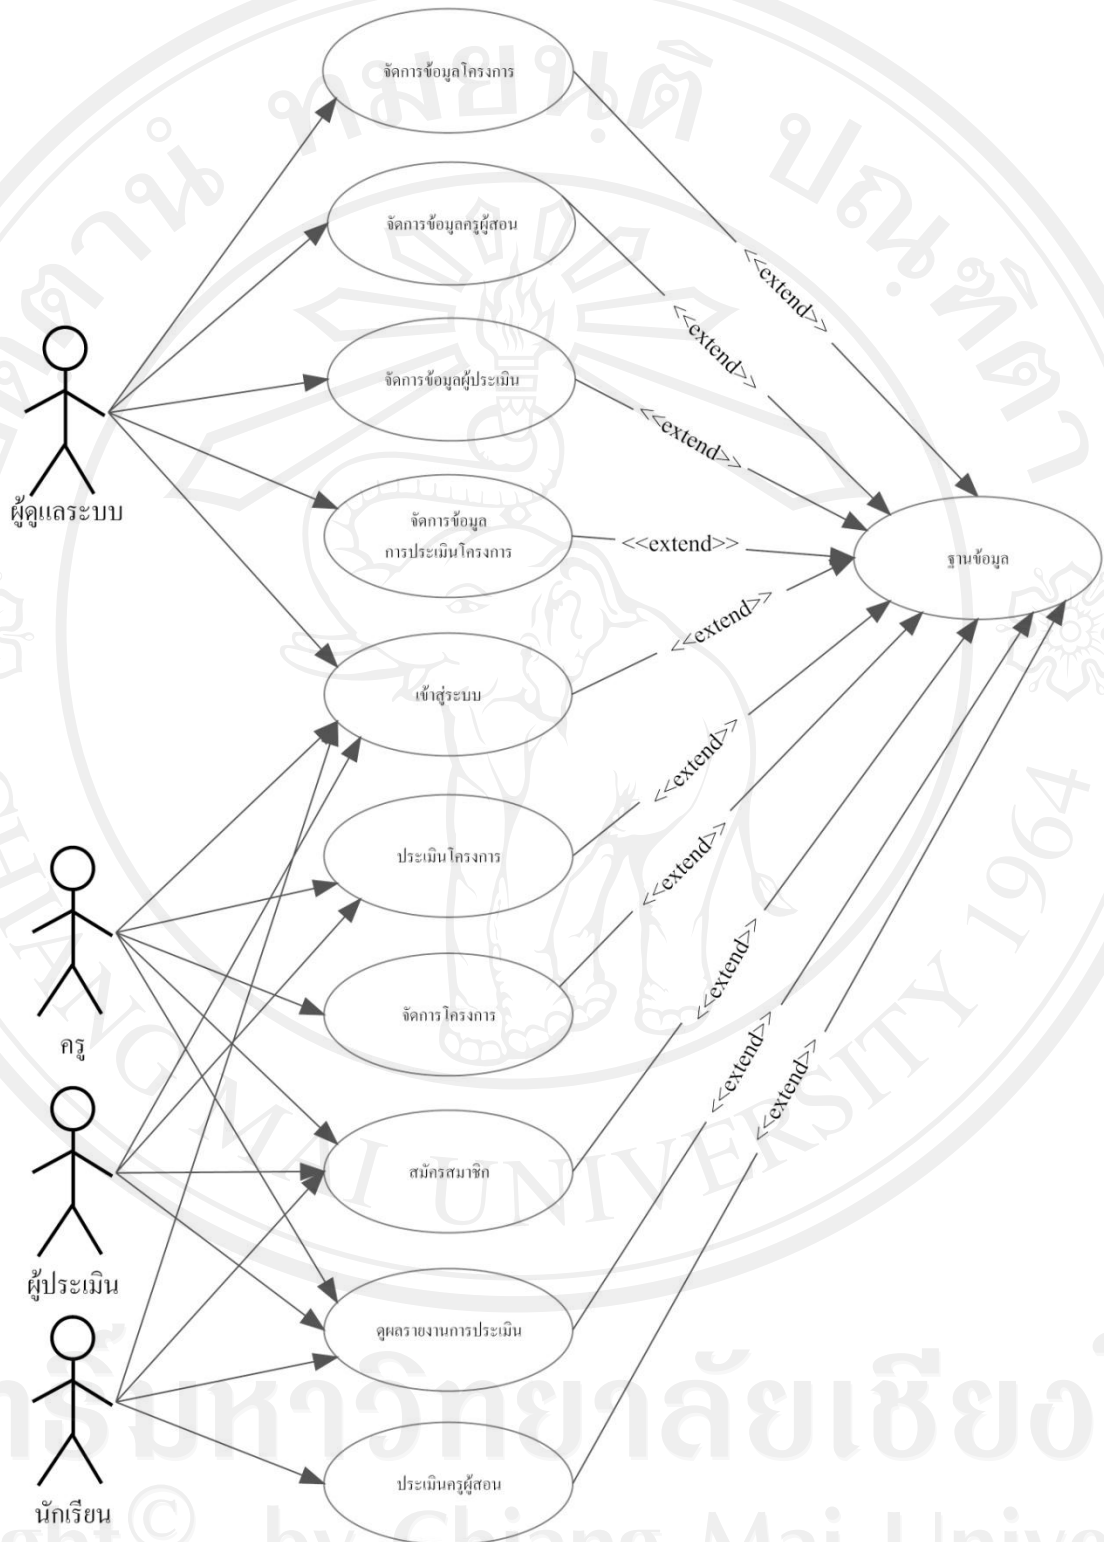 จัดการข้อมูลโครงการ
จัดการข้อมูลครูผู้สอน
<<extend>>
<<extend>>
จัดการข้อมูลผู้ประเมิน
<<extend>>
ผู้ดูแลระบบ
จัดการข้อมูล
การประเมินโครงการ
<<extend>>
ฐานข้อมูล
<<extend>>
เข้าสู่ระบบ
<<extend>>
ประเมินโครงการ
<<extend>>
จัดการโครงการ
<<extend>>
ครู
<<extend>>
<<extend>>
สมัครสมาชิก
ผู้ประเมิน
ดูผลรายงานการประเมิน
ประเมินครูผู้สอน
นักเรียน
CHIANG MAI UNIVERSITY 1964
by Chiang Mai